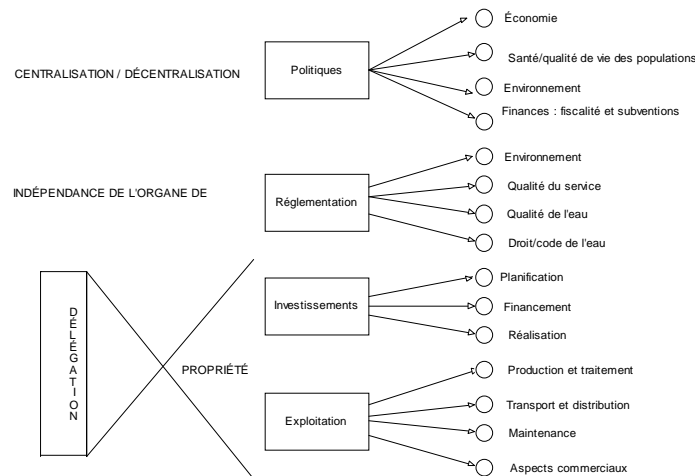 Économie
Santé/qualité de vie des populations
CENTRALISATION / DÉCENTRALISATION
Politiques
Environnement
Finances : fiscalité et subventions
Environnement
INDÉPENDANCE DE L'ORGANE DE
Réglementation
Qualité du service
Qualité de l'eau
Droit/code de l'eau
DÉLÉGATION
PROPRIÉTÉ
Investissements
Planification
Financement
Réalisation
Exploitation
Production et traitement
Transport et distribution
Maintenance
Aspects commerciaux